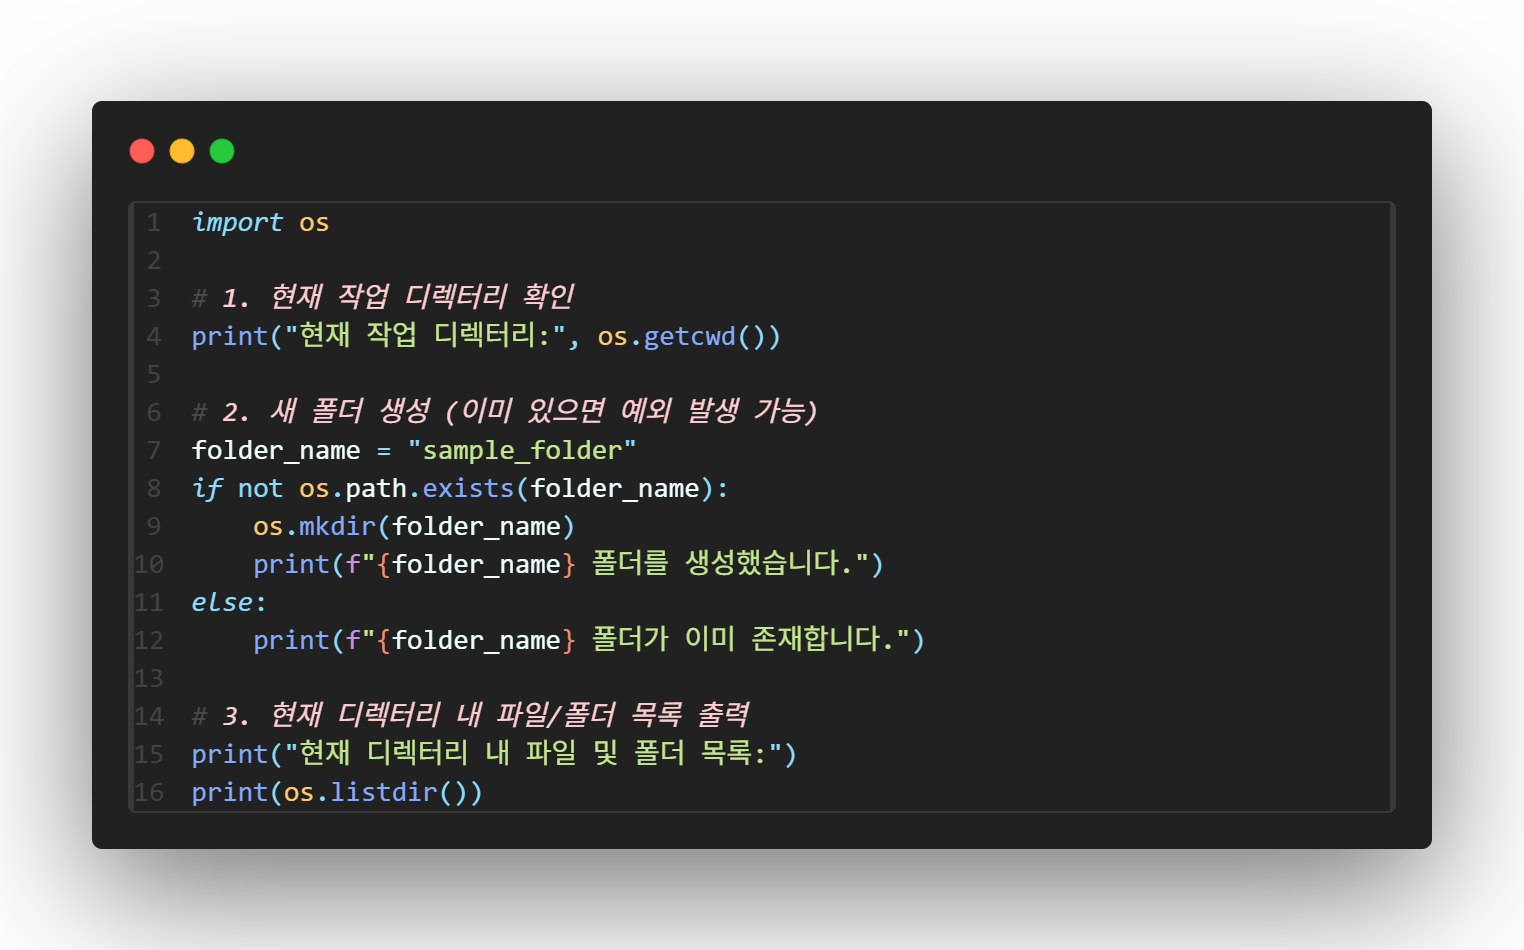 1 import os
2
3 # 1. 현재 작업 디렉터리 확인
4 print("현재 작업 디렉터리:", os.getcwd())
5
6 # 2. 새 폴더 생성 (이미 있으면 예외 발생 가능)
7 folder_name = "sample_folder"
8 if not os.path.exists(folder_name):
9     os.mkdir(folder_name)
10     print(f"{folder_name} 폴더를 생성했습니다.")
11 else:
12     print(f"{folder_name} 폴더가 이미 존재합니다.")
13
14 # 3. 현재 디렉터리 내 파일/폴더 목록 출력
15 print("현재 디렉터리 내 파일 및 폴더 목록:")
16 print(os.listdir())